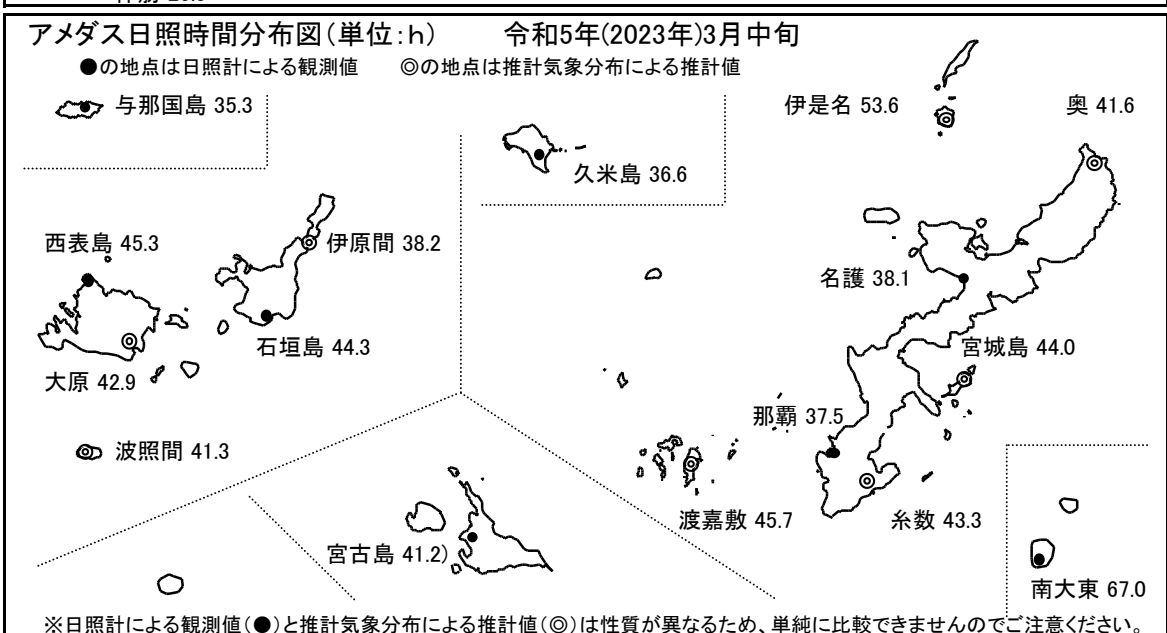 アメダス日照時間分布図(単位:h) 令和5年(2023年)3月中旬
●の地点は日照計による観測値 ◎の地点は推計気象分布による推計値
与那国島 35.3
伊是名 53.6
奥 41.6
久米島 36.6
西表島 45.3
伊原間 38.2
名護 38.1
石垣島 44.3
宮城島 44.0
大原 42.9
那覇 37.5
波照間 41.3
渡嘉敷 45.7
糸数 43.3
宮古島 41.2)
南大東 67.0
※日照計による観測値(●)と推計気象分布による推計値(◎)は性質が異なるため、単純に比較できませんのでご注意ください。